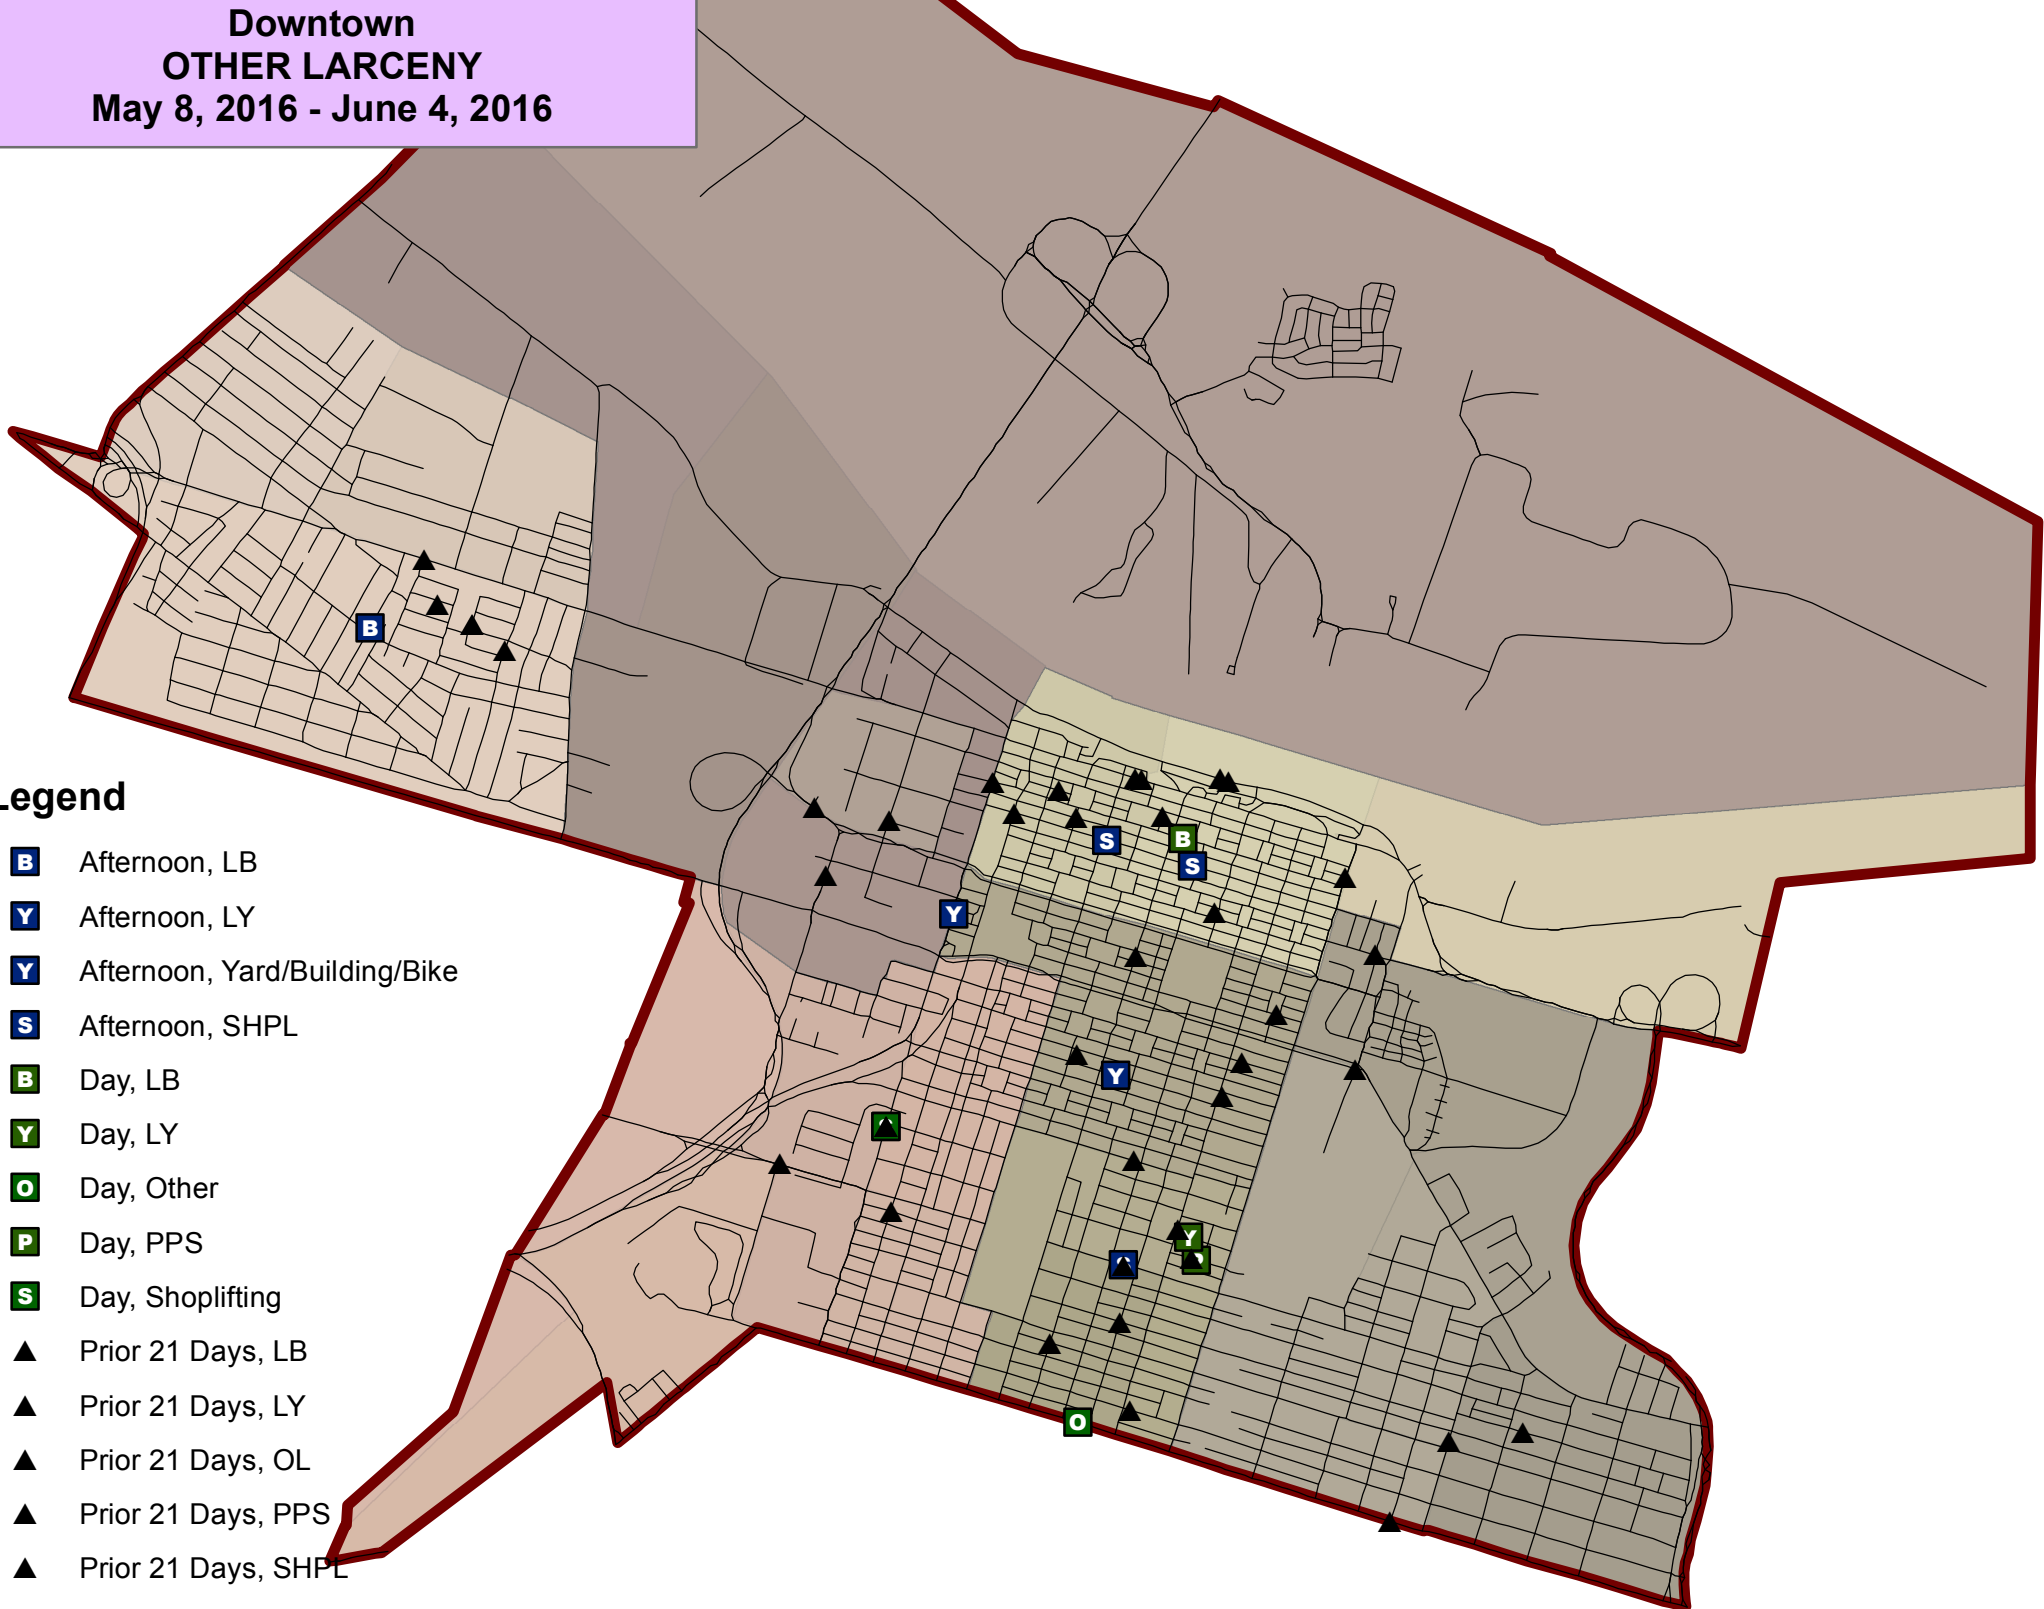 Downtown
OTHER LARCENY
May 8, 2016 - June 4, 2016
B
Legend
S
B
S
B Afternoon, LB
Y Afternoon, LY
Y
Y Afternoon, Yard/Building/Bike
S Afternoon, SHPL
B Day, LB
Y
Y Day, LY
O Day, Other
P Day, PPS
Y
S Day, Shoplifting
Prior 21 Days, LB
Prior 21 Days, LY
O
Prior 21 Days, OL
Prior 21 Days, PPS
Prior 21 Days, SHPL